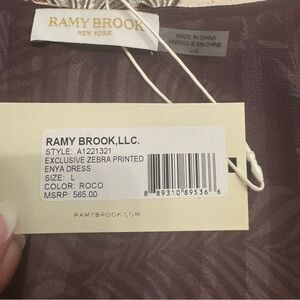 RAMY BROOK
NEW YORK
MADE IN CHINA
FABRIQUÉ EN CHINE
L/G
RAMY BROOK,LLC.
STYLE: A1221321
EXCLUSIVE ZEBRA PRINTED
ENYA DRESS
SIZE: L
COLOR: ROCO
MSRP: 565.00
8 89310 89536 6
RAMYBROOK.COM